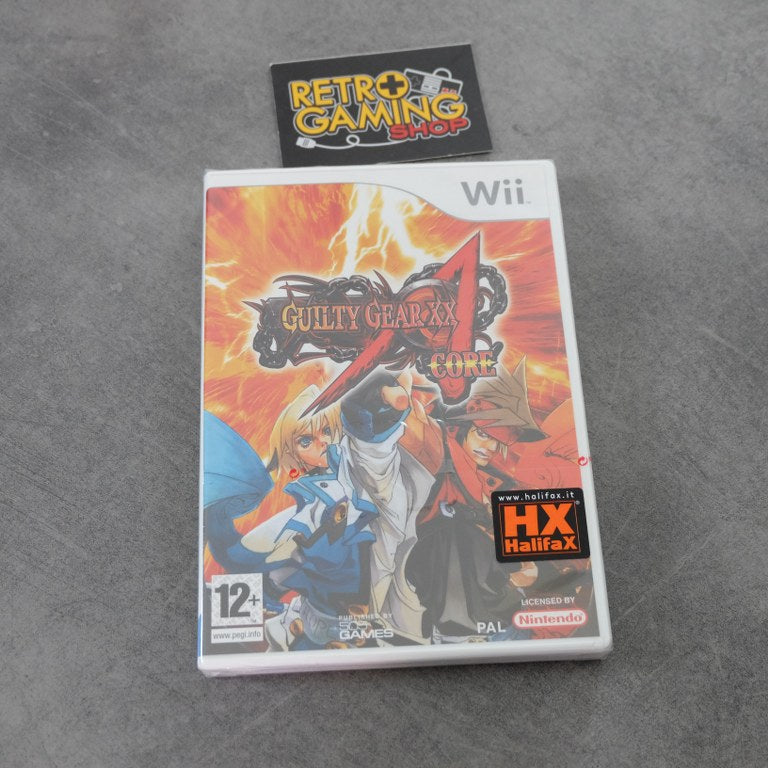 RETRO
GAMING
SHOP
Wii
GUILTY GEAR XX
CORE
www.halifax.it
HX
HalifaX
12+
www.pegi.info
PUBLISHED BY
505
GAMES
PAL
LICENSED BY
Nintendo